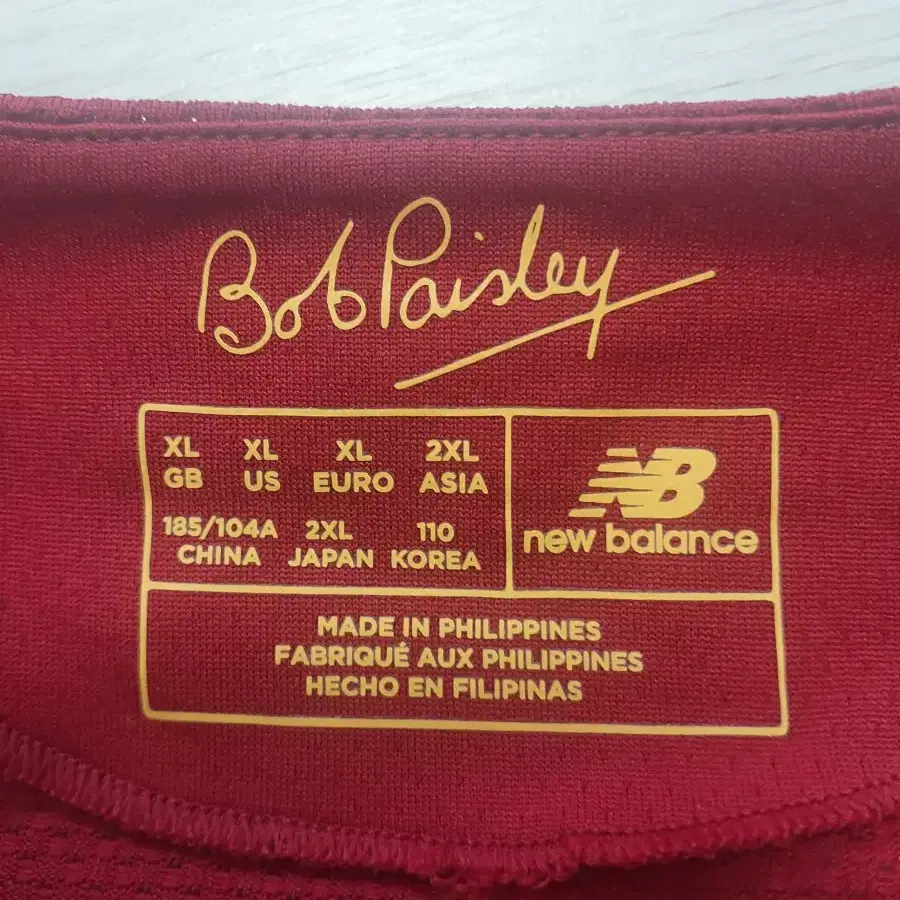 Bob Paisley
XL XL XL 2XL
GB US EURO ASIA
185/104A 2XL 110
CHINA JAPAN KOREA
NB
new balance
MADE IN PHILIPPINES
FABRIQUÉ AUX PHILIPPINES
HECHO EN FILIPINAS